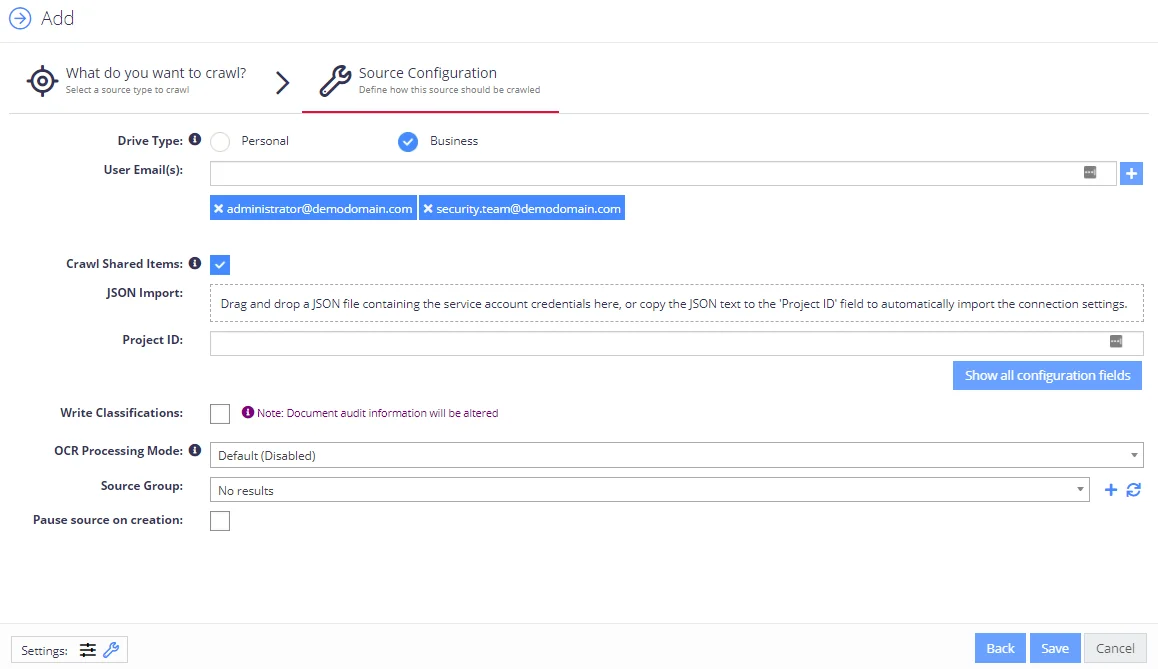 Add
What do you want to crawl?
Select a source type to crawl
Source Configuration
Define how this source should be crawled
Drive Type: Personal Business
User Email(s):
administrator@demodomain.com security.team@demodomain.com
Crawl Shared Items:
JSON Import: Drag and drop a JSON file containing the service account credentials here, or copy the JSON text to the 'Project ID' field to automatically import the connection settings.
Project ID:
Show all configuration fields
Write Classifications: Note: Document audit information will be altered
OCR Processing Mode: Default (Disabled)
Source Group: No results
Pause source on creation:
Settings: Back Save Cancel